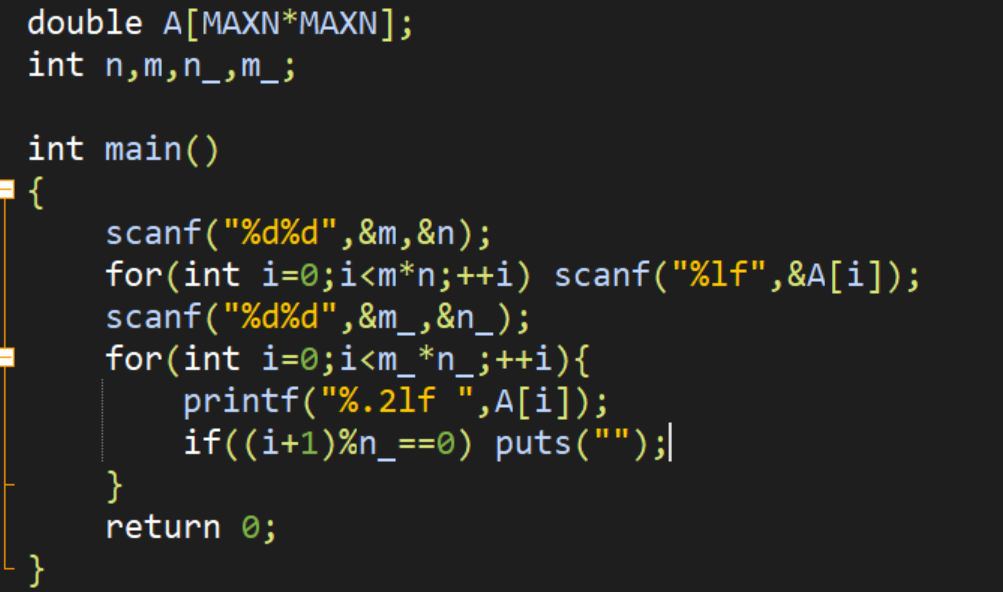 double A[MAXN*MAXN];
int n,m,n_,m_;
int main()
{
scanf("%d%d",&m,&n);
for(int i=0;i<m*n;++i) scanf("%lf",&A[i]);
scanf("%d%d",&m_,&n_);
for(int i=0;i<m_*n_;++i){
printf("%.2lf ",A[i]);
if((i+1)%n_==0) puts("");
}
return 0;
}